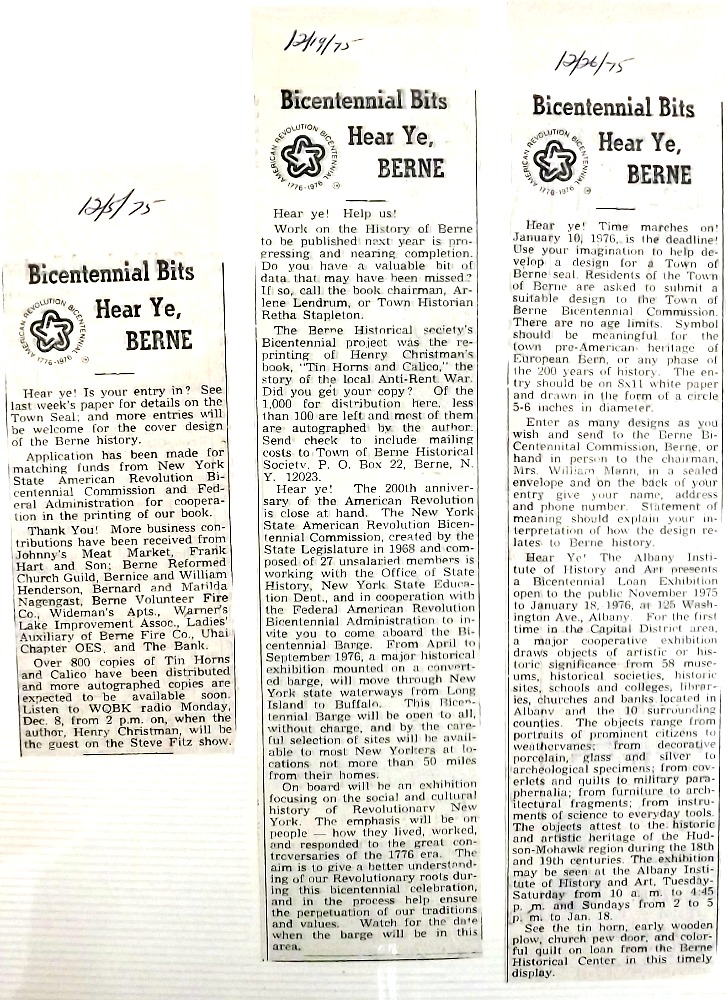 12/5/75
Bicentennial Bits
AMERICAN REVOLUTION BICENTENNIAL
1776-1976
Hear Ye,
BERNE
Hear ye! Is your entry in? See
last week's paper for details on the
Town Seal; and more entries will
be welcome for the cover design
of the Berne history.
Application has been made for
matching funds from New York
State American Revolution Bi-
centennial Commission and Fed-
eral Administration for coopera-
tion in the printing of our book.
Thank You! More business con-
tributions have been received from
Johnny's Meat Market, Frank
Hart and Son; Berne Reformed
Church Guild, Bernice and William
Henderson, Bernard and Matilda
Nagengast, Berne Volunteer Fire
Co., Wideman's Apts., Warner's
Lake Improvement Assoc., Ladies'
Auxiliary of Berne Fire Co., Uhai
Chapter OES, and The Bank.
Over 800 copies of Tin Horns
and Calico have been distributed
and more autographed copies are
expected to be available soon.
Listen to WQBK radio Monday,
Dec. 8, from 2 p.m. on, when the
author, Henry Christman, will be
the guest on the Steve Fitz show.
12/19/75
Bicentennial Bits
AMERICAN REVOLUTION BICENTENNIAL
1776-1976
Hear Ye,
BERNE
Hear ye! Help us!
Work on the History of Berne
to be published next year is pro-
gressing and nearing completion.
Do you have a valuable bit of
data that may have been missed?
If so, call the book chairman, Ar-
lene Lendrum, or Town Historian
Retha Stapleton.
The Berne Historical society's
Bicentennial project was the re-
printing of Henry Christman's
book, "Tin Horns and Calico," the
story of the local Anti-Rent War.
Did you get your copy? Of the
1,000 for distribution here, less
than 100 are left and most of them
are autographed by the author.
Send check to include mailing
costs to Town of Berne Historical
Society, P. O. Box 22, Berne, N.
Y. 12023.
Hear ye! The 200th anniver-
sary of the American Revolution
is close at hand. The New York
State American Revolution Bicen-
tennial Commission, created by the
State Legislature in 1968 and com-
posed of 27 unsalaried members is
working with the Office of State
History, New York State Educa-
tion Dept., and in cooperation with
the Federal American Revolution
Bicentennial Administration to in-
vite you to come aboard the Bi-
centennial Barge. From April to
September 1976, a major historical
exhibition mounted on a convert-
ed barge, will move through New
York state waterways from Long
Island to Buffalo. This Bicen-
tennial Barge will be open to all,
without charge, and by the care-
ful selection of sites will be avail-
able to most New Yorkers at lo-
cations not more than 50 miles
from their homes.
On board will be an exhibition
focusing on the social and cultural
history of Revolutionary New
York. The emphasis will be on
people — how they lived, worked,
and responded to the great con-
troversaries of the 1776 era. The
aim is to give a better understand-
ing of our Revolutionary roots dur-
ing this bicentennial celebration,
and in the process help ensure
the perpetuation of our traditions
and values. Watch for the date
when the barge will be in this
area.
12/26/75
Bicentennial Bits
AMERICAN REVOLUTION BICENTENNIAL
1776-1976
Hear Ye,
BERNE
Hear ye! Time marches on!
January 10, 1976, is the deadline!
Use your imagination to help de-
velop a design for a Town of
Berne seal. Residents of the Town
of Berne are asked to submit a
suitable design to the Town of
Berne Bicentennial Commission.
There are no age limits. Symbol
should be meaningful for the
town pre-American heritage of
European Bern, or any phase of
the 200 years of history. The en-
try should be on 8x11 white paper
and drawn in the form of a circle
5-6 inches in diameter.
Enter as many designs as you
wish and send to the Berne Bi-
Centennital Commission, Berne, or
hand in person to the chairman,
Mrs. William Mann, in a sealed
envelope and on the back of your
entry give your name, address
and phone number. Statement of
meaning should explain your in-
terpretation of how the design re-
lates to Berne history.
Hear Ye! The Albany Insti-
tute of History and Art presents
a Bicentennial Loan Exhibition
open to the public November 1975
to January 18, 1976, at 125 Wash-
ington Ave., Albany. For the first
time in the Capital District area,
a major cooperative exhibition
draws objects of artistic or his-
toric significance from 58 muse-
ums, historical societies, historic
sites, schools and colleges, librar-
ies, churches and banks located in
Albany and the 10 surrounding
counties. The objects range from
portraits of prominent citizens to
weathervanes; from decorative
porcelain, glass and silver to
archeological specimens; from cov-
erlets and quilts to military para-
phernalia; from furniture to arch-
itectural fragments; from instru-
ments of science to everyday tools.
The objects attest to the historic
and artistic heritage of the Hud-
son-Mohawk region during the 18th
and 19th centuries. The exhibition
may be seen at the Albany Insti-
tute of History and Art, Tuesday-
Saturday from 10 a. m. to 4:45
p. m. and Sundays from 2 to 5
p. m. to Jan. 18.
See the tin horn, early wooden
plow, church pew door, and color-
ful quilt on loan from the Berne
Historical Center in this timely
display.